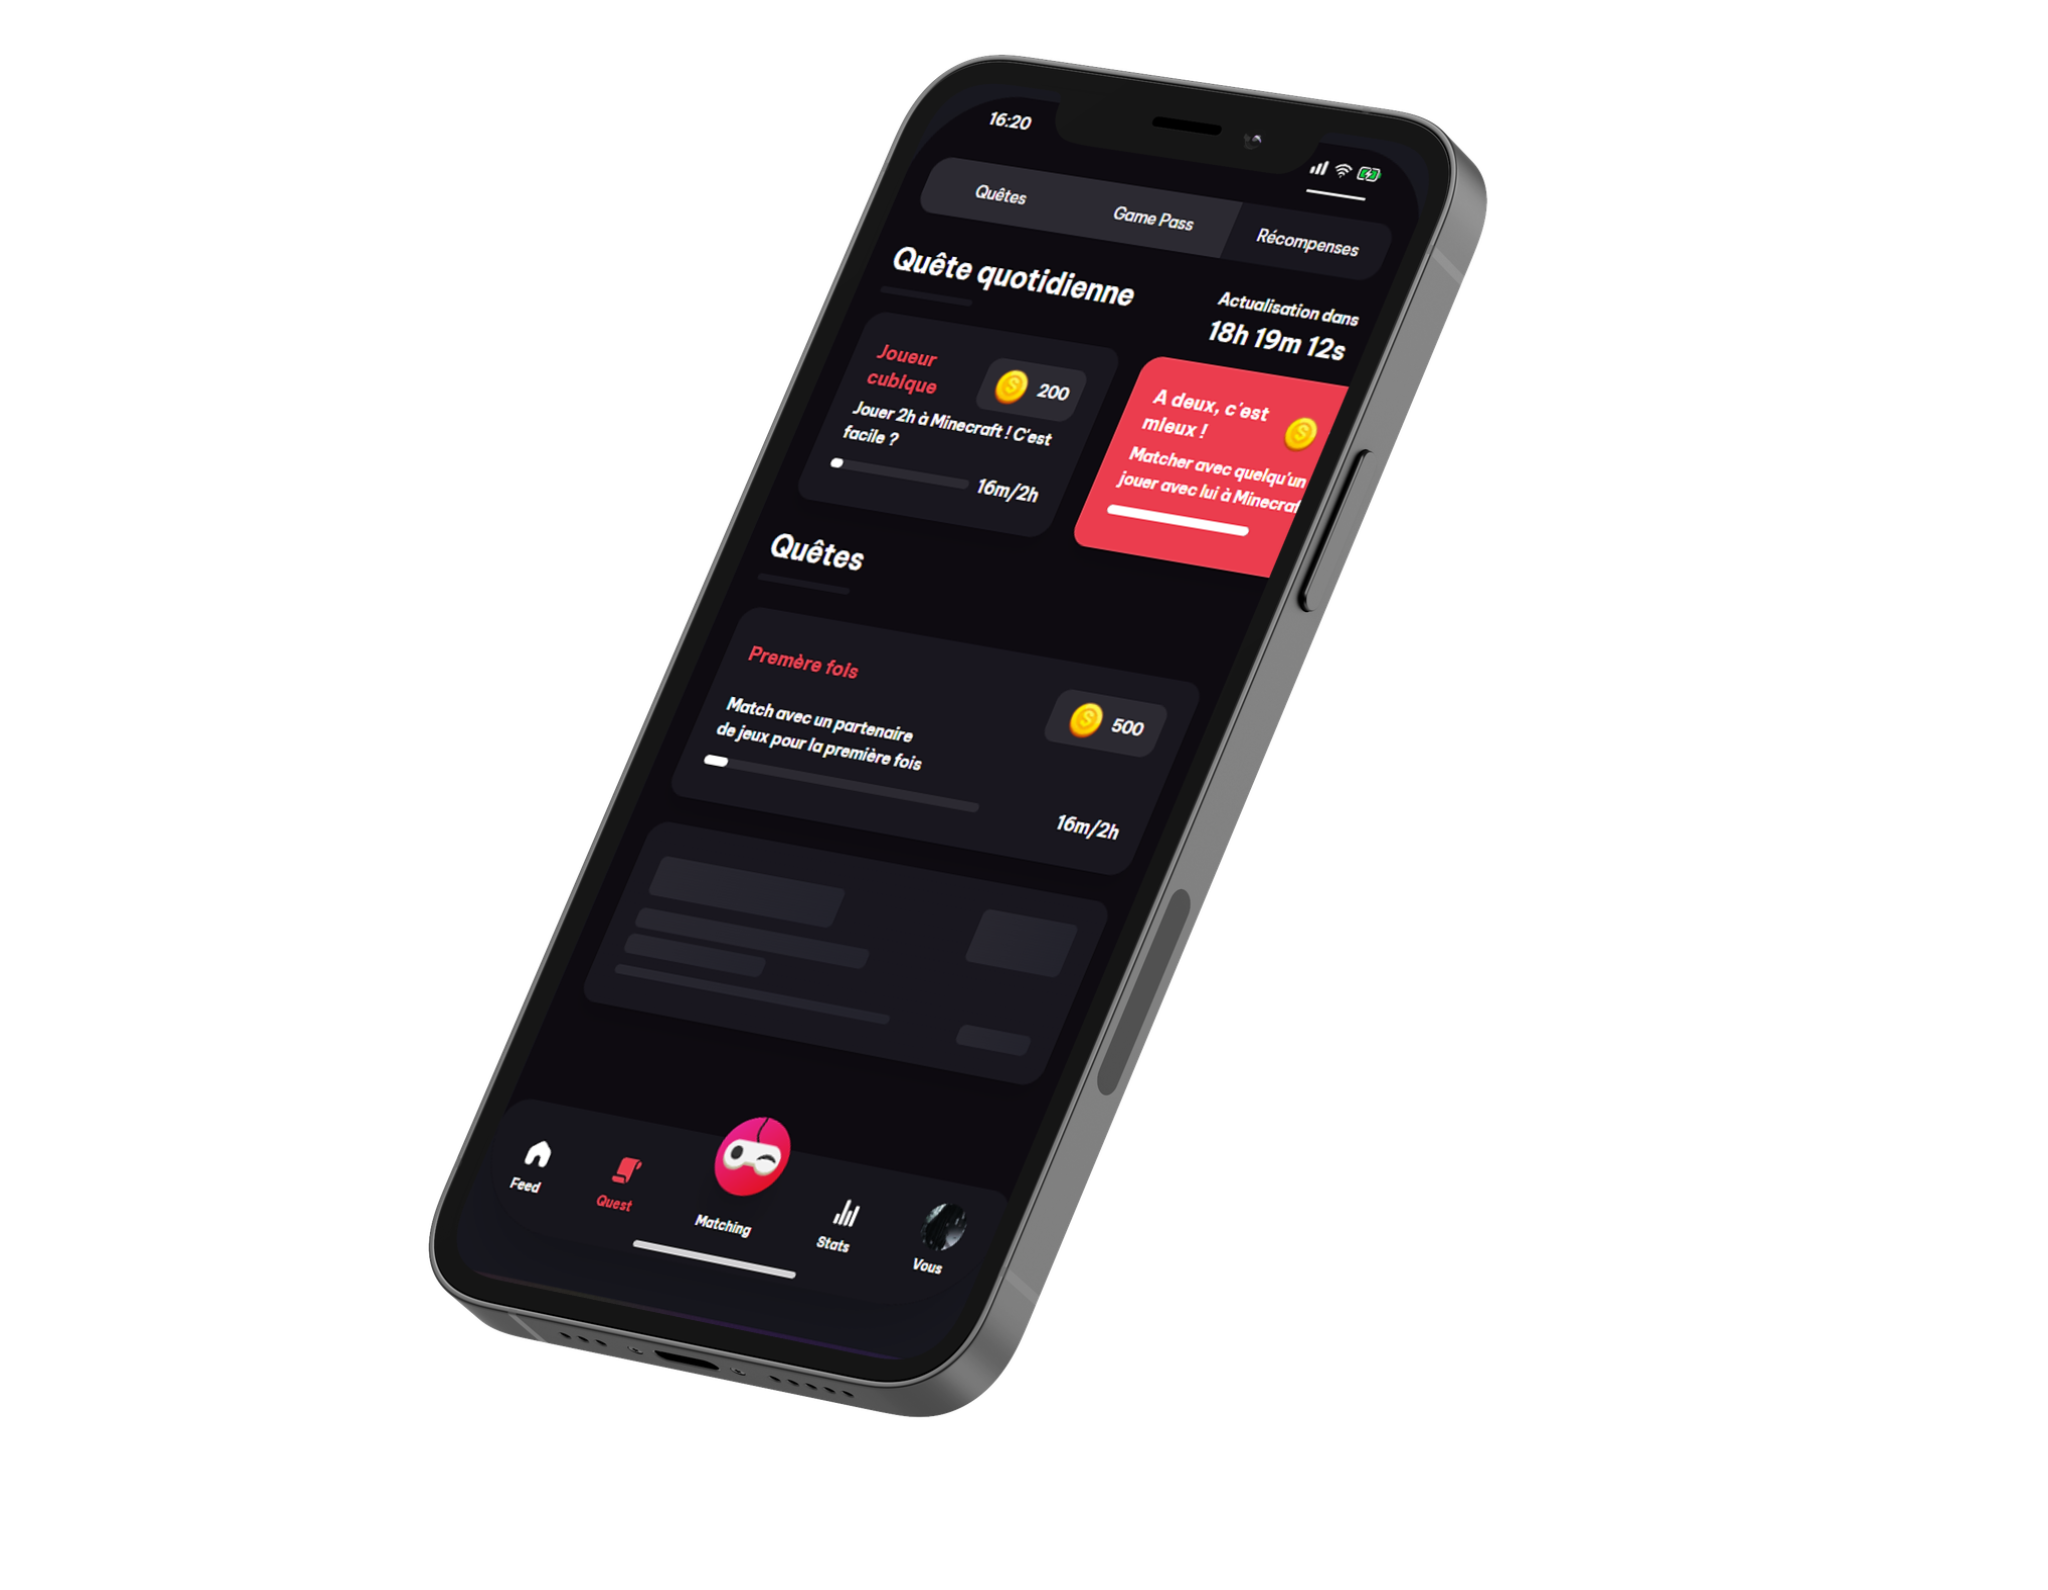 16:20
Quêtes
Game Pass
Récompenses
Quête quotidienne
Actualisation dans
18h 19m 12s
Joueur
cubique
200
Jouer 2h à Minecraft ! C'est
facile ?
16m/2h
A deux, c'est
mieux !
Matcher avec quelqu'un
jouer avec lui à
Quêtes
Premère fois
500
Match avec un partenaire
de jeux pour la première fois
16m/2h
Feed
Quest
Matching
Stats
Vous